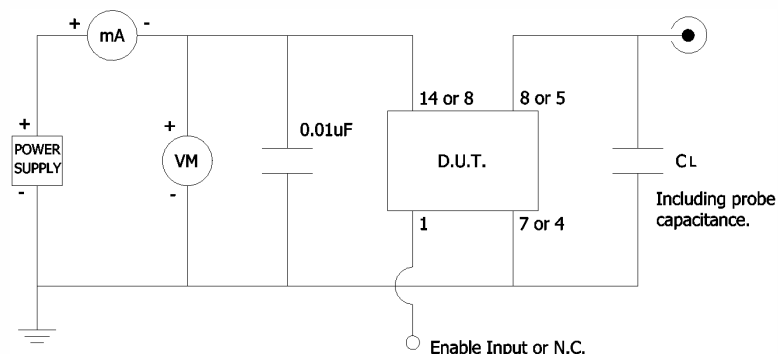 + mA -
14 or 8
8 or 5
+
POWER
SUPPLY
-
+
VM
-
0.01uF
D.U.T.
CL
Including probe
capacitance.
1
7 or 4
Enable Input or N.C.